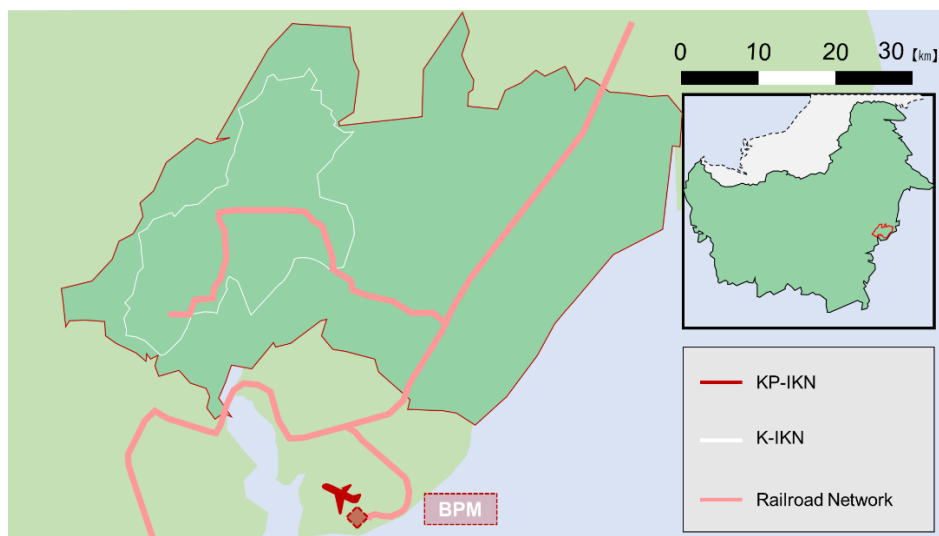 0 10 20 30 [km]
KP-IKN
K-IKN
Railroad Network
BPM